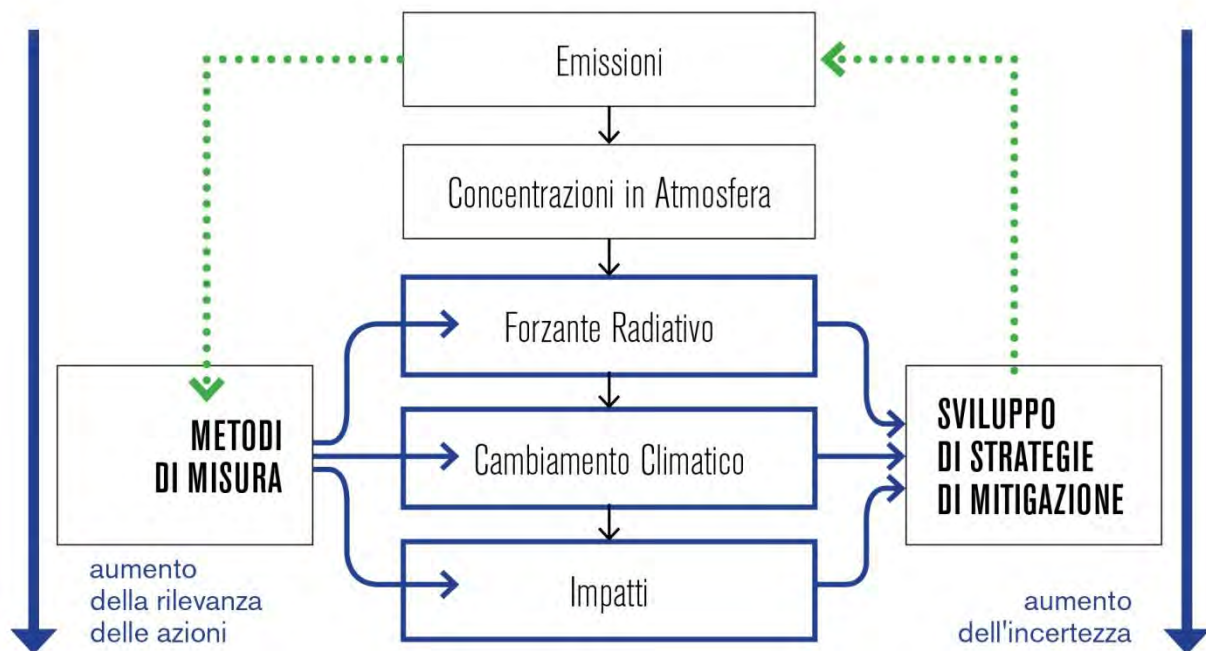 Emissioni
Concentrazioni in Atmosfera
Forzante Radiativo
METODI
DI MISURA
Cambiamento Climatico
SVILUPPO
DI STRATEGIE
DI MITIGAZIONE
Impatti
aumento
della rilevanza
delle azioni
aumento
dell'incertezza